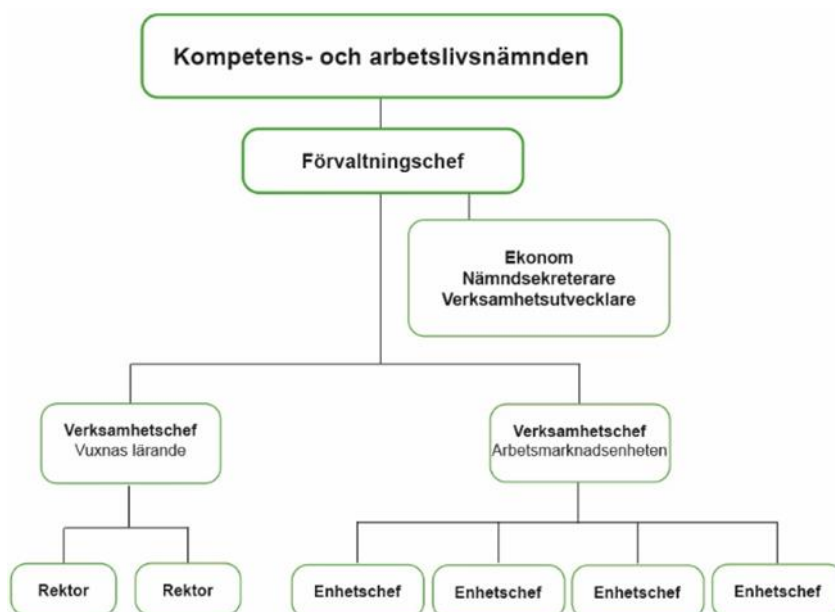 Kompetens- och arbetslivsnämnden
Förvaltningschef
Ekonom
Nämndsekreterare
Verksamhetsutvecklare
Verksamhetschef
Vuxnas lärande
Verksamhetschef
Arbetsmarknadsenheten
Rektor
Rektor
Enhetschef
Enhetschef
Enhetschef
Enhetschef